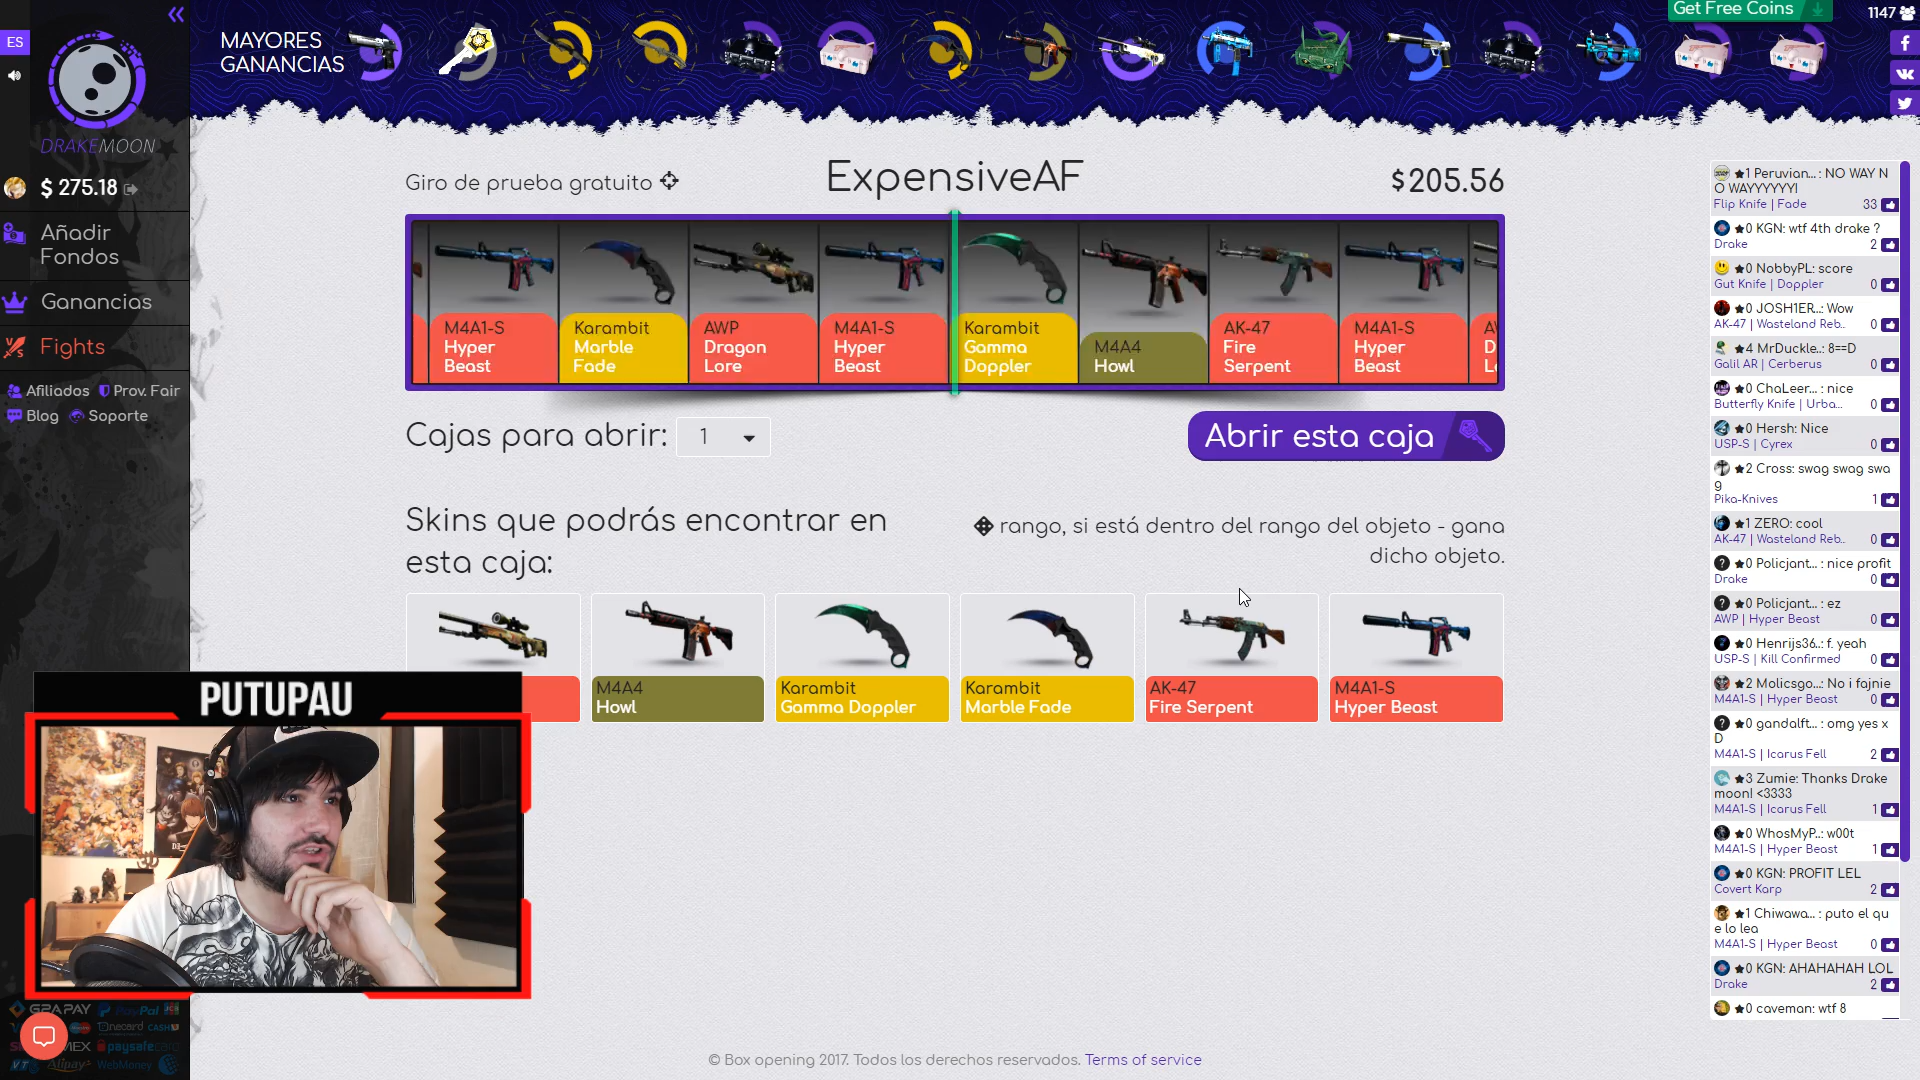 ES
DRAKEMOON
$ 275.18
Añadir
Fondos
Ganancias
Fights
Afiliados
Prov. Fair
Blog
Soporte
MAYORES
GANANCIAS
Get Free Coins
1147
Giro de prueba gratuito
ExpensiveAF
$205.56
M4A1-S
Hyper
Beast
Karambit
Marble
Fade
AWP
Dragon
Lore
M4A1-S
Hyper
Beast
Karambit
Gamma
Doppler
M4A4
Howl
AK-47
Fire
Serpent
M4A1-S
Hyper
Beast
Cajas para abrir:
1
Abrir esta caja
Skins que podrás encontrar en
esta caja:
rango, si está dentro del rango del objeto - gana
dicho objeto.
M4A4
Howl
Karambit
Gamma Doppler
Karambit
Marble Fade
AK-47
Fire Serpent
M4A1-S
Hyper Beast
PUTUPAU
G2APAY
PayPal
paysafecard
Alipay
WebMoney
© Box opening 2017. Todos los derechos reservados. Terms of service
★1 Peruvian... : NO WAY N
O WAYYYYYY!
Flip Knife | Fade 33
★0 KGN: wtf 4th drake ?
Drake 2
★0 NobbyPL: score
Gut Knife | Doppler 0
★0 JOSH1ER..: Wow
AK-47 | Wasteland Reb.. 0
★4 MrDuckle..: 8==D
Galil AR | Cerberus 0
★0 ChaLeer... : nice
Butterfly Knife | Urba... 0
★0 Hersh: Nice
USP-S | Cyrex 0
★2 Cross: swag swag swa
g
Pika-Knives 1
★1 ZERO: cool
AK-47 | Wasteland Reb.. 0
★0 Policjant... : nice profit
Drake 0
★0 Policjant... : ez
AWP | Hyper Beast 0
★0 Henrijs36..: f. yeah
USP-S | Kill Confirmed 0
★2 Molicsgo...: No i fajnie
M4A1-S | Hyper Beast 0
★0 gandalft... : omg yes x
D
M4A1-S | Icarus Fell 2
★3 Zumie: Thanks Drake
moon! <3333
M4A1-S | Icarus Fell 1
★0 WhosMyP..: w00t
M4A1-S | Hyper Beast 1
★0 KGN: PROFIT LEL
Covert Karp 2
★1 Chiwawa... : puto el qu
e lo lea
M4A1-S | Hyper Beast 0
★0 KGN: AHAHAHAH LOL
Drake 2
★0 caveman: wtf 8